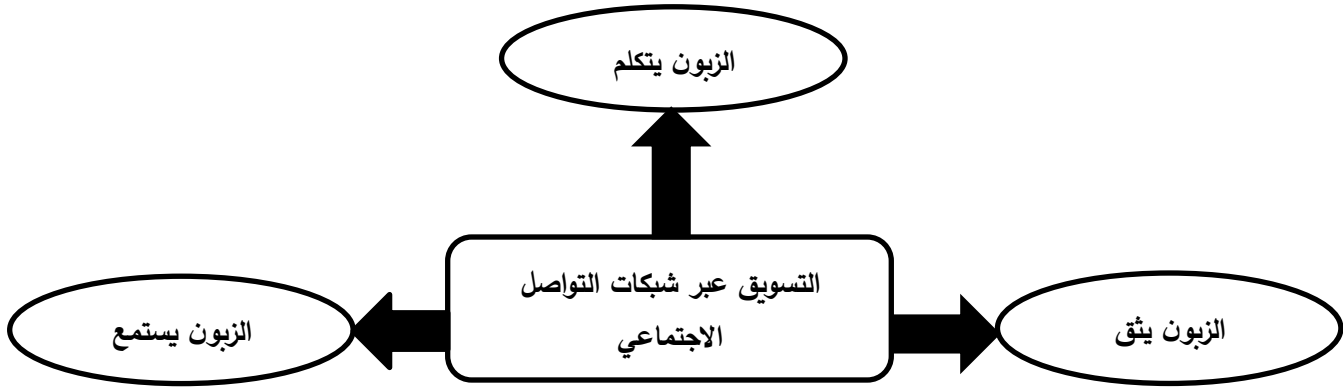 الزبون يتكلم
التسويق عبر شبكات التواصل
الاجتماعي
الزبون يثق
الزبون يستمع